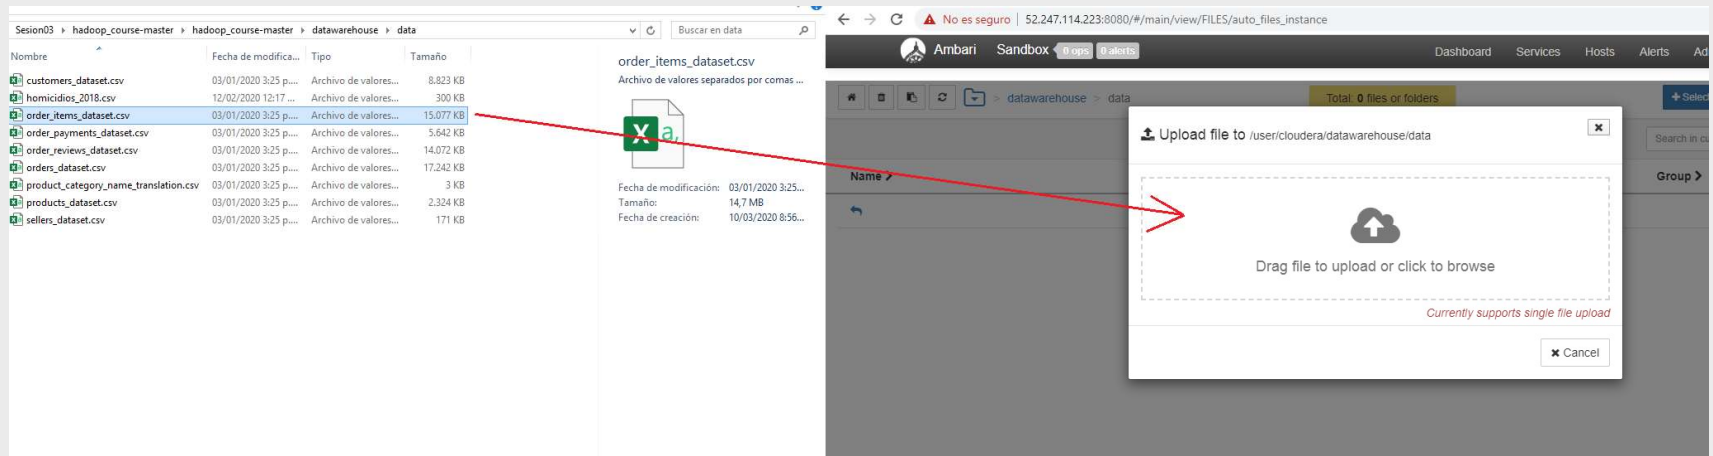 Sesion03 › hadoop_course-master › hadoop_course-master › datawarehouse › data
Buscar en data
Nombre Fecha de modifica... Tipo Tamaño
customers_dataset.csv 03/01/2020 3:25 p.... Archivo de valores... 8.823 KB
homicidios_2018.csv 12/02/2020 12:17 ... Archivo de valores... 300 KB
order_items_dataset.csv 03/01/2020 3:25 p.... Archivo de valores... 15.077 KB
order_payments_dataset.csv 03/01/2020 3:25 p.... Archivo de valores... 5.642 KB
order_reviews_dataset.csv 03/01/2020 3:25 p.... Archivo de valores... 14.072 KB
orders_dataset.csv 03/01/2020 3:25 p.... Archivo de valores... 17.242 KB
product_category_name_translation.csv 03/01/2020 3:25 p.... Archivo de valores... 3 KB
products_dataset.csv 03/01/2020 3:25 p.... Archivo de valores... 2.324 KB
sellers_dataset.csv 03/01/2020 3:25 p.... Archivo de valores... 171 KB
order_items_dataset.csv
Archivo de valores separados por comas ...
X a,
Fecha de modificación: 03/01/2020 3:25...
Tamaño: 14,7 MB
Fecha de creación: 10/03/2020 8:56...
No es seguro | 52.247.114.223:8080/#/main/view/FILES/auto_files_instance
Ambari Sandbox 0 ops 0 alerts Dashboard Services Hosts Alerts Ad
> datawarehouse > data Total: 0 files or folders + Select
Search in cu
Name > Group >
Upload file to /user/cloudera/datawarehouse/data
Drag file to upload or click to browse
Currently supports single file upload
Cancel